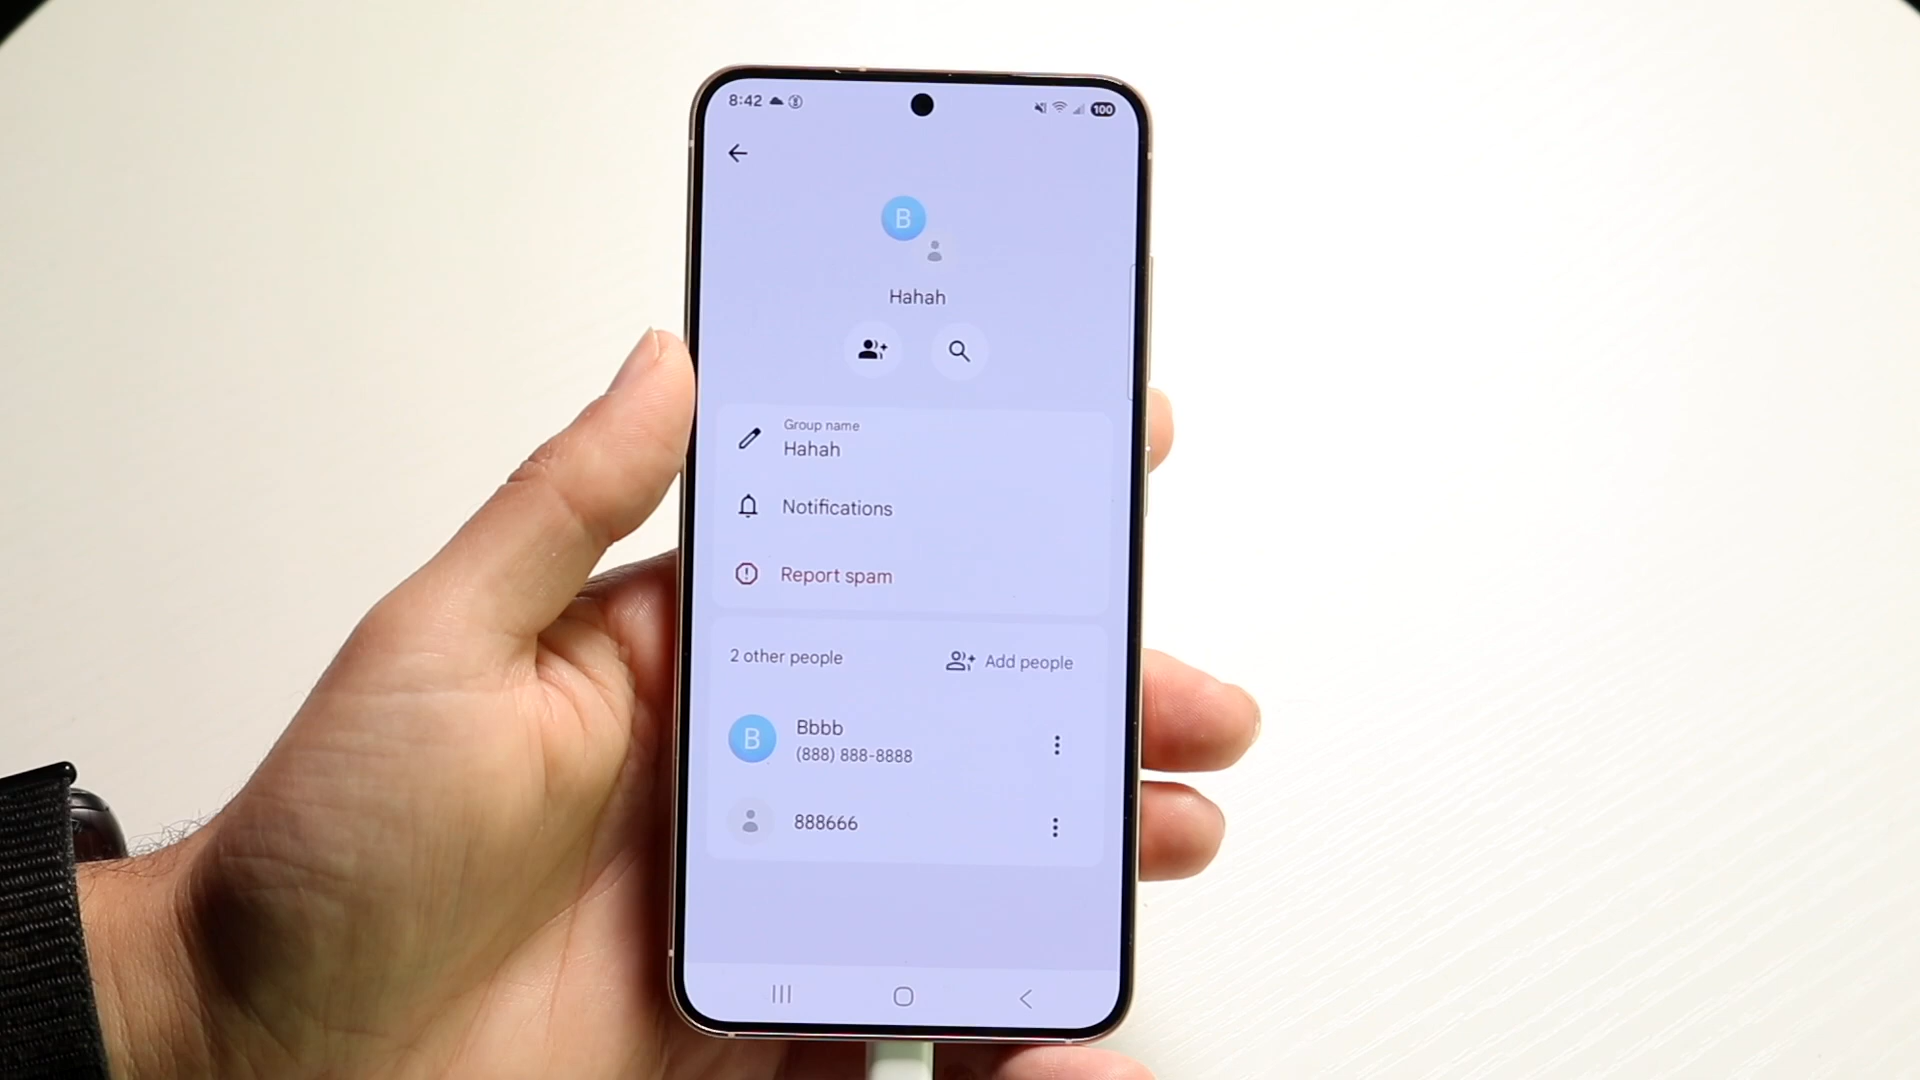 8:42
100
B
Hahah
Group name
Hahah
Notifications
Report spam
2 other people
Add people
B
Bbbb
(888) 888-8888
888666